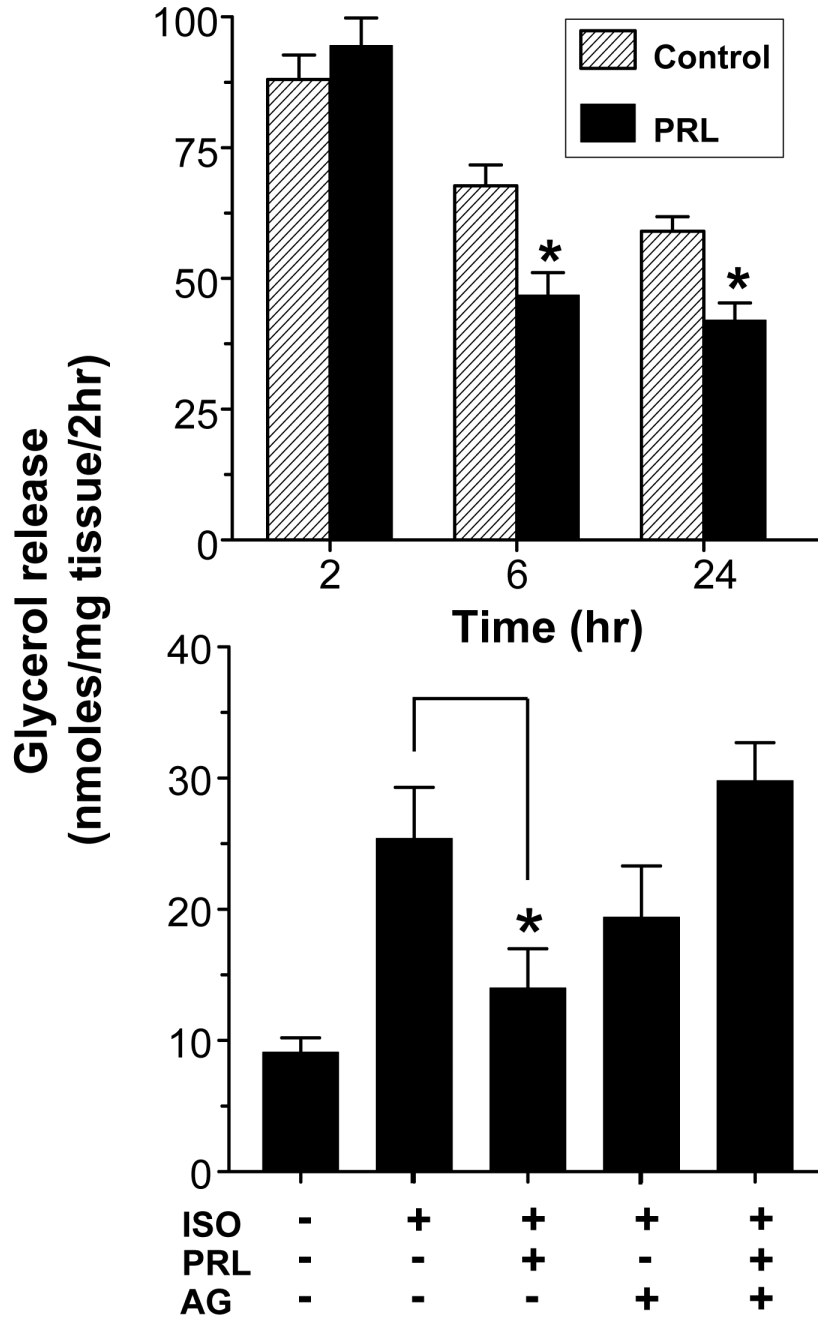 100
75
50
25
0
Control
PRL
*
*
2 6 24
Time (hr)
Glycerol release
(nmoles/mg tissue/2hr)
40
30
20
10
0
*
ISO - + + + +
PRL - - + - +
AG - - - + +